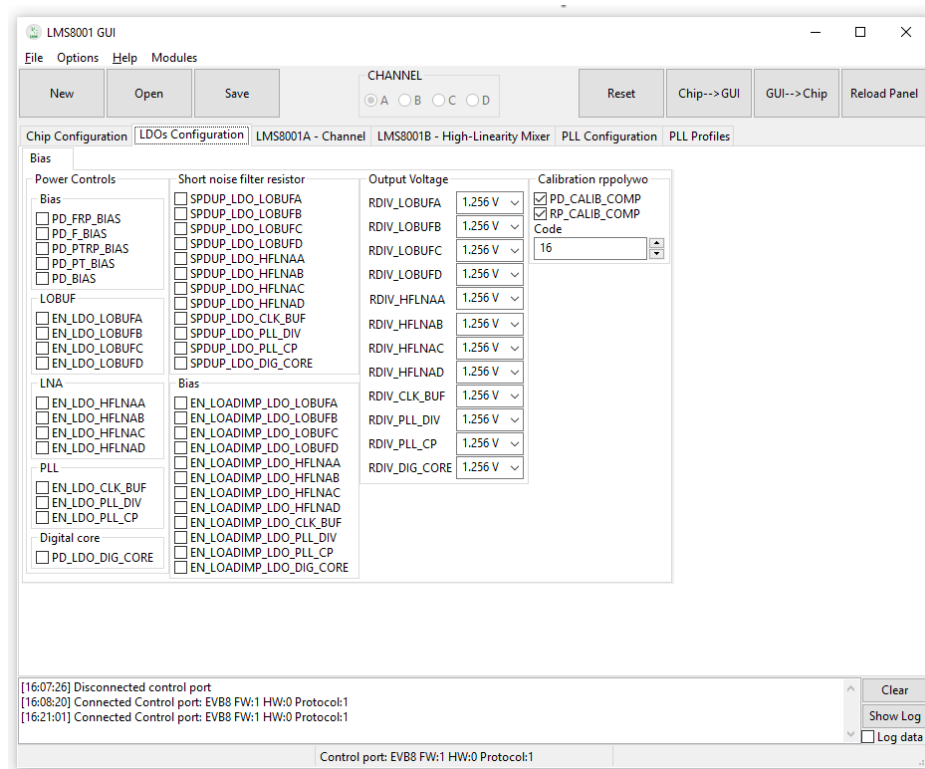 LMS8001 GUI
File Options Help Modules
New Open Save
CHANNEL
A B C D
Reset Chip-->GUI GUI-->Chip Reload Panel
Chip Configuration LDOs Configuration LMS8001A - Channel LMS8001B - High-Linearity Mixer PLL Configuration PLL Profiles
Bias
Power Controls
Bias
PD_FRP_BIAS
PD_F_BIAS
PD_PTRP_BIAS
PD_PT_BIAS
PD_BIAS
LOBUF
EN_LDO_LOBUFA
EN_LDO_LOBUFB
EN_LDO_LOBUFC
EN_LDO_LOBUFD
LNA
EN_LDO_HFLNAA
EN_LDO_HFLNAB
EN_LDO_HFLNAC
EN_LDO_HFLNAD
PLL
EN_LDO_CLK_BUF
EN_LDO_PLL_DIV
EN_LDO_PLL_CP
Digital core
PD_LDO_DIG_CORE
Short noise filter resistor
SPDUP_LDO_LOBUFA
SPDUP_LDO_LOBUFB
SPDUP_LDO_LOBUFC
SPDUP_LDO_LOBUFD
SPDUP_LDO_HFLNAA
SPDUP_LDO_HFLNAB
SPDUP_LDO_HFLNAC
SPDUP_LDO_HFLNAD
SPDUP_LDO_CLK_BUF
SPDUP_LDO_PLL_DIV
SPDUP_LDO_PLL_CP
SPDUP_LDO_DIG_CORE
Bias
EN_LOADIMP_LDO_LOBUFA
EN_LOADIMP_LDO_LOBUFB
EN_LOADIMP_LDO_LOBUFC
EN_LOADIMP_LDO_LOBUFD
EN_LOADIMP_LDO_HFLNAA
EN_LOADIMP_LDO_HFLNAB
EN_LOADIMP_LDO_HFLNAC
EN_LOADIMP_LDO_HFLNAD
EN_LOADIMP_LDO_CLK_BUF
EN_LOADIMP_LDO_PLL_DIV
EN_LOADIMP_LDO_PLL_CP
EN_LOADIMP_LDO_DIG_CORE
Output Voltage
RDIV_LOBUFA 1.256 V
RDIV_LOBUFB 1.256 V
RDIV_LOBUFC 1.256 V
RDIV_LOBUFD 1.256 V
RDIV_HFLNAA 1.256 V
RDIV_HFLNAB 1.256 V
RDIV_HFLNAC 1.256 V
RDIV_HFLNAD 1.256 V
RDIV_CLK_BUF 1.256 V
RDIV_PLL_DIV 1.256 V
RDIV_PLL_CP 1.256 V
RDIV_DIG_CORE 1.256 V
Calibration rppolywo
PD_CALIB_COMP
RP_CALIB_COMP
Code
16
[16:07:26] Disconnected control port
[16:08:20] Connected Control port: EVB8 FW:1 HW:0 Protocol:1
[16:21:01] Connected Control port: EVB8 FW:1 HW:0 Protocol:1
Clear
Show Log
Log data
Control port: EVB8 FW:1 HW:0 Protocol:1